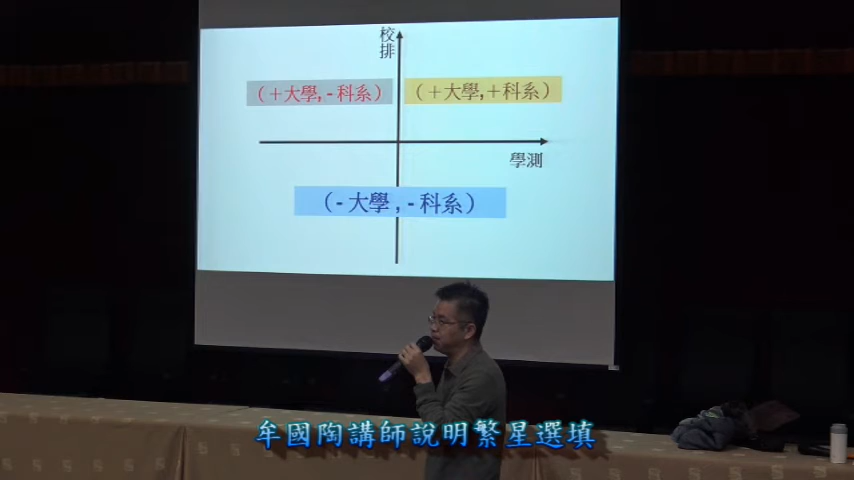 校排
(+大學,-科系)
(+大學,+科系)
學測
(-大學,-科系)
牟國陶講師說明繁星選填